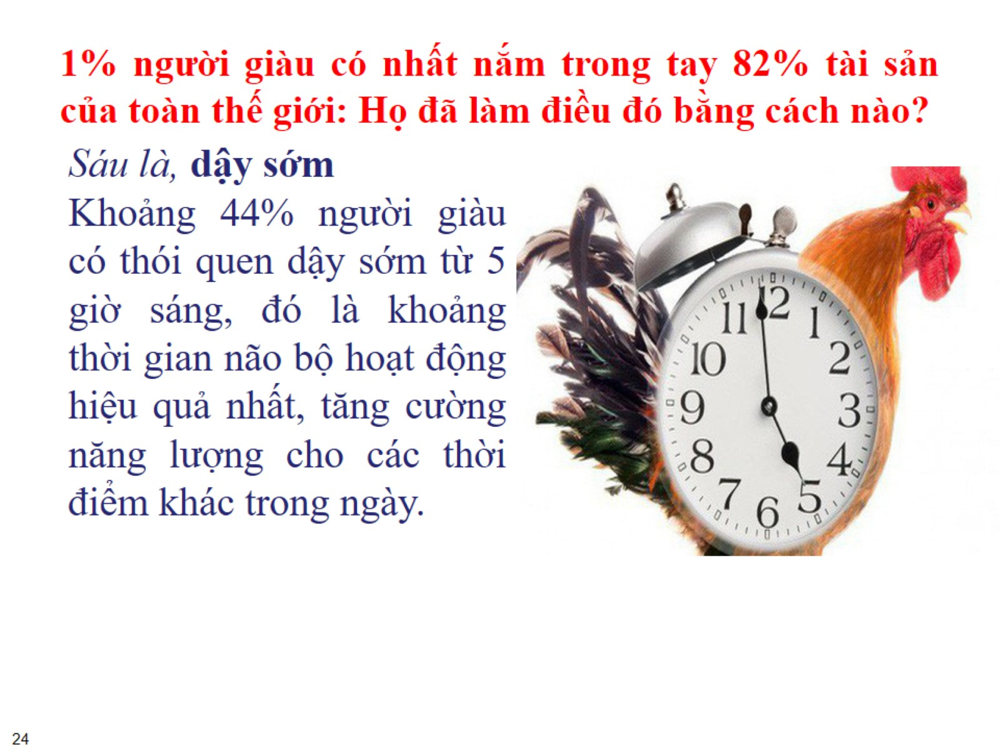 1% người giàu có nhất nắm trong tay 82% tài sản
của toàn thế giới: Họ đã làm điều đó bằng cách nào?
Sáu là, dậy sớm
Khoảng 44% người giàu
có thói quen dậy sớm từ 5
giờ sáng, đó là khoảng
thời gian não bộ hoạt động
hiệu quả nhất, tăng cường
năng lượng cho các thời
điểm khác trong ngày.
12
11
1
10
2
9
3
8
4
7
5
6
24